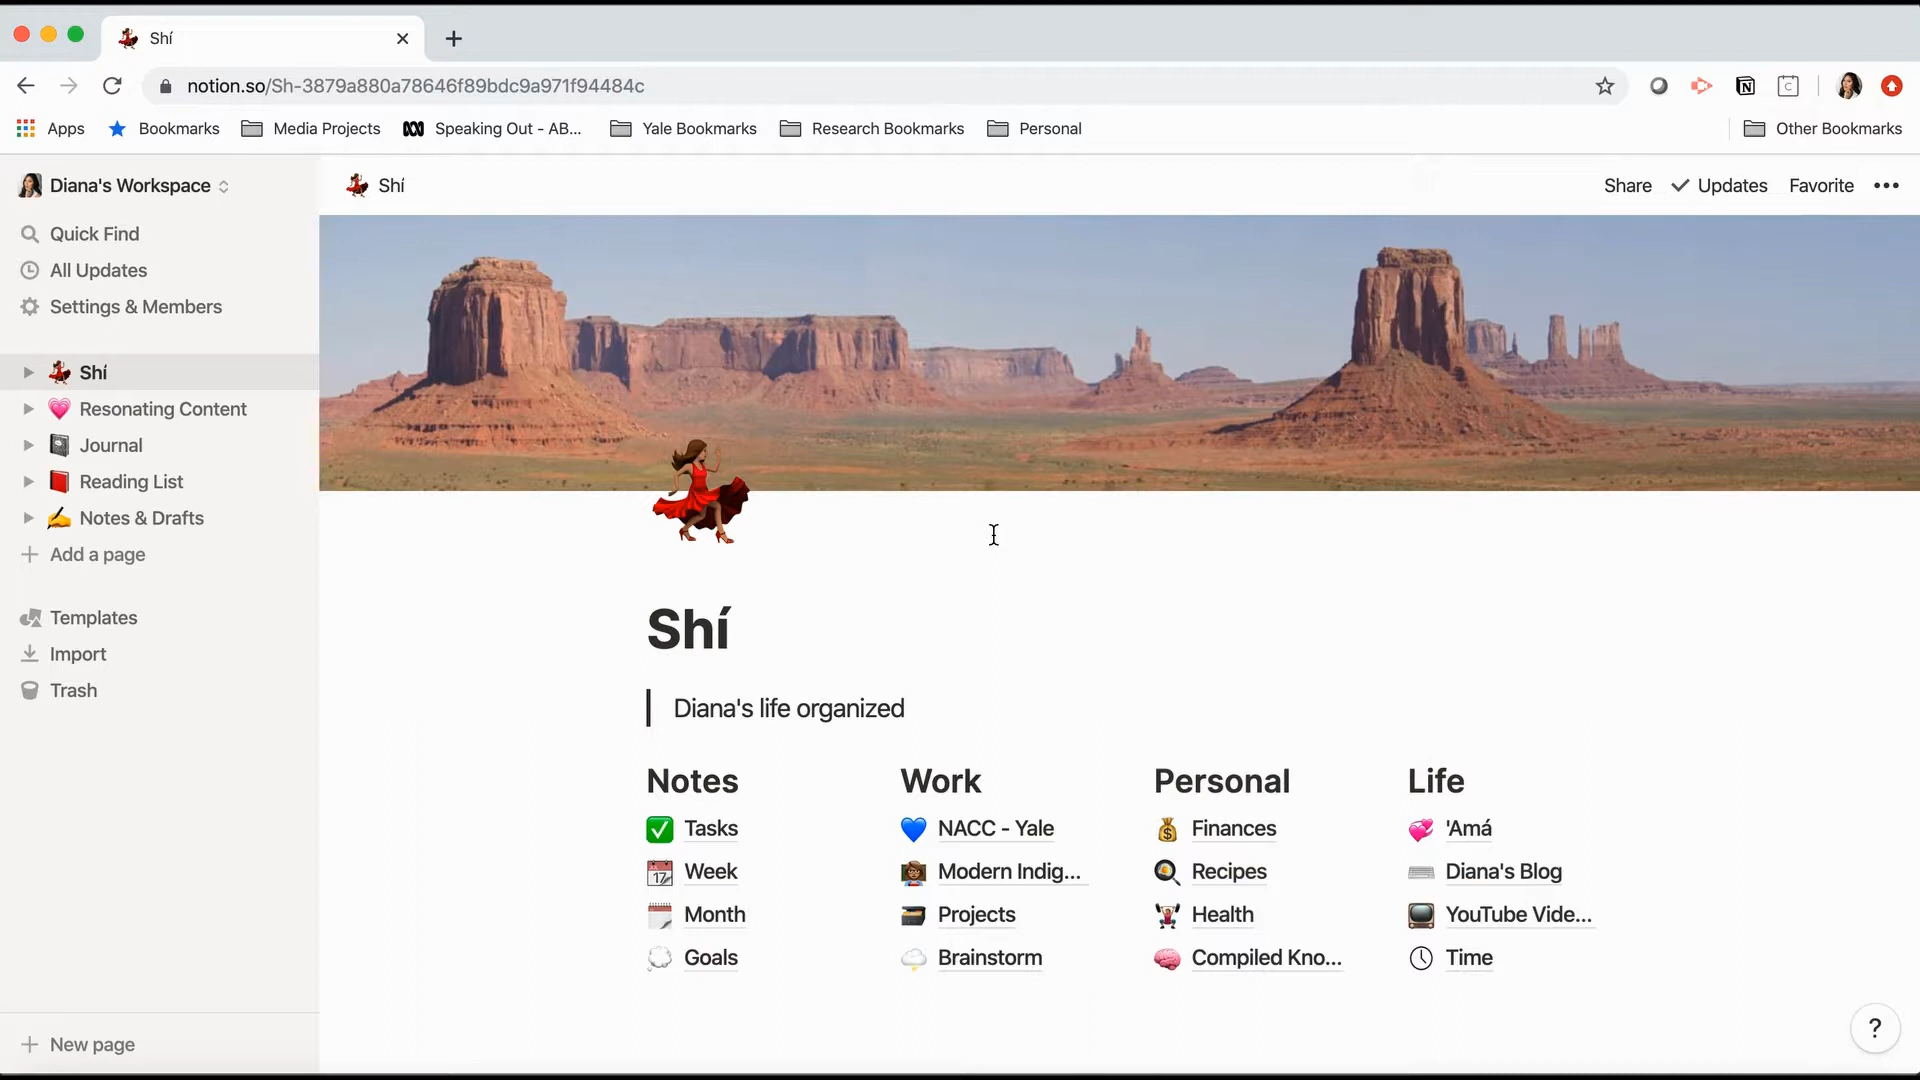 Shí
notion.so/Sh-3879a880a78646f89bdc9a971f94484c
Apps Bookmarks Media Projects Speaking Out - AB... Yale Bookmarks Research Bookmarks Personal Other Bookmarks
Diana's Workspace
Shí
Share Updates Favorite •••
Quick Find
All Updates
Settings & Members
Shí
Resonating Content
Journal
Reading List
Notes & Drafts
Add a page
Templates
Import
Trash
New page
Shí
Diana's life organized
Notes
Tasks
17
Week
Month
Goals
Work
NACC - Yale
Modern Indig...
Projects
Brainstorm
Personal
Finances
Recipes
Health
Compiled Kno...
Life
'Amá
Diana's Blog
YouTube Vide...
Time
?